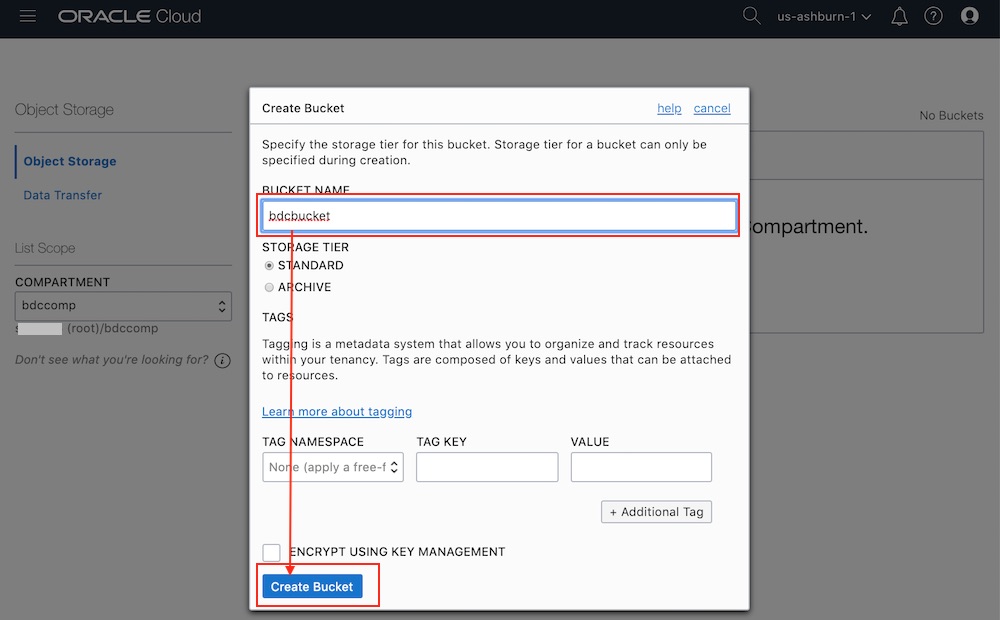 ORACLE Cloud
us-ashburn-1
Object Storage
Object Storage
Data Transfer
List Scope
COMPARTMENT
bdccomp
(root)/bdccomp
Don't see what you're looking for?
No Buckets
Compartment.
Create Bucket
help cancel
Specify the storage tier for this bucket. Storage tier for a bucket can only be
specified during creation.
BUCKET NAME
bdcbucket
STORAGE TIER
STANDARD
ARCHIVE
TAGS
Tagging is a metadata system that allows you to organize and track resources
within your tenancy. Tags are composed of keys and values that can be attached
to resources.
Learn more about tagging
TAG NAMESPACE TAG KEY VALUE
None (apply a free-f
+ Additional Tag
ENCRYPT USING KEY MANAGEMENT
Create Bucket